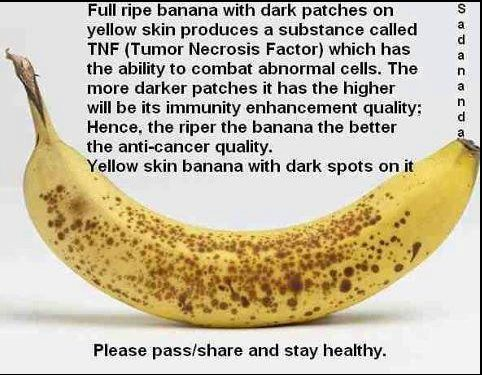 Full ripe banana with dark patches on
yellow skin produces a substance called
TNF (Tumor Necrosis Factor) which has
the ability to combat abnormal cells. The
more darker patches it has the higher
will be its immunity enhancement quality;
Hence, the riper the banana the better
the anti-cancer quality.
Yellow skin banana with dark spots on it
Sadananda
Please pass/share and stay healthy.